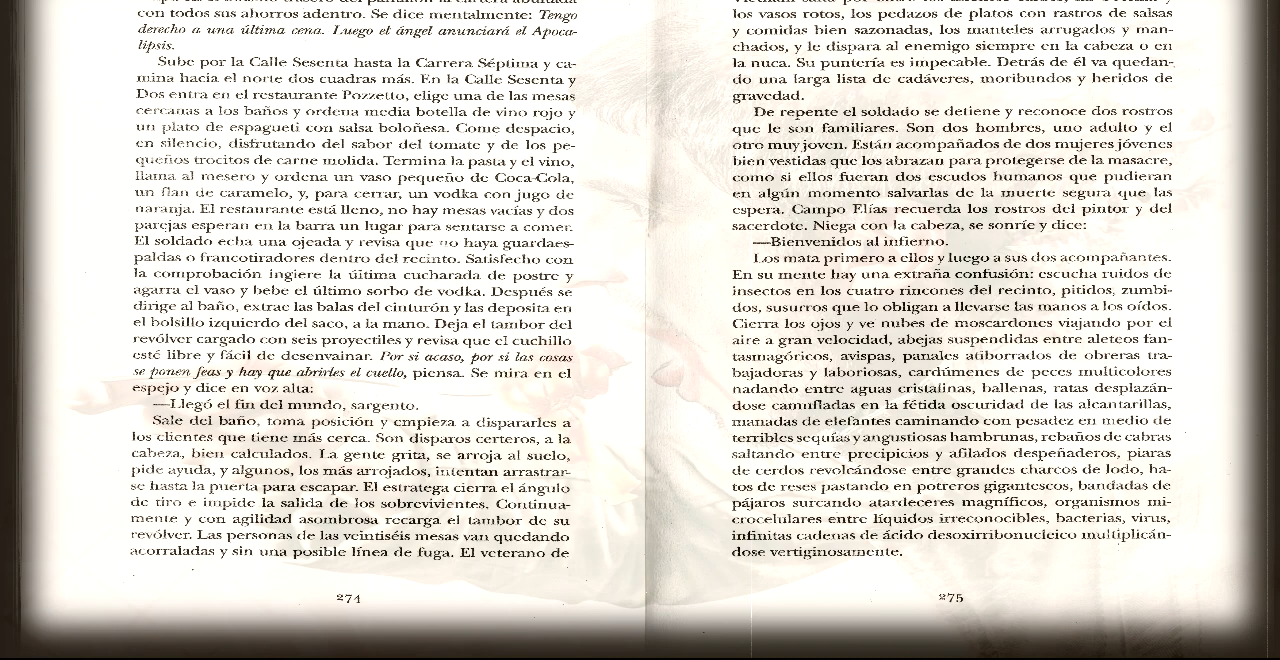 con todos sus ahorros adentro. Se dice mentalmente: Tengo
derecho a una última cena. Luego el ángel anunciará el Apoca-
lipsis.
Sube por la Calle Sesenta hasta la Carrera Séptima y ca-
mina hacia el norte dos cuadras más. En la Calle Sesenta y
Dos entra en el restaurante Pozzetto, elige una de las mesas
cercanas a los baños y ordena media botella de vino rojo y
un plato de espagueti con salsa boloñesa. Come despacio,
en silencio, disfrutando del sabor del tomate y de los pe-
queños trocitos de carne molida. Termina la pasta y el vino,
llama al mesero y ordena un vaso pequeño de Coca-Cola,
un flan de caramelo, y, para cerrar, un vodka con jugo de
naranja. El restaurante está lleno, no hay mesas vacías y dos
parejas esperan en la barra un lugar para sentarse a comer.
El soldado echa una ojeada y revisa que no haya guardaes-
paldas o francotiradores dentro del recinto. Satisfecho con
la comprobación ingiere la última cucharada de postre y
agarra el vaso y bebe el último sorbo de vodka. Después se
dirige al baño, extrae las balas del cinturón y las deposita en
el bolsillo izquierdo del saco, a la mano. Deja el tambor del
revólver cargado con seis proyectiles y revisa que el cuchillo
esté libre y fácil de desenvainar. Por si acaso, por si las cosas
se ponen feas y hay que abrirles el cuello, piensa. Se mira en el
espejo y dice en voz alta:
—Llegó el fin del mundo, sargento.
Sale del baño, toma posición y empieza a dispararles a
los clientes que tiene más cerca. Son disparos certeros, a la
cabeza, bien calculados. La gente grita, se arroja al suelo,
pide ayuda, y algunos, los más arrojados, intentan arrastrar-
se hasta la puerta para escapar. El estratega cierra el ángulo
de tiro e impide la salida de los sobrevivientes. Continua-
mente y con agilidad asombrosa recarga el tambor de su
revólver. Las personas de las veintiséis mesas van quedando
acorraladas y sin una posible línea de fuga. El veterano de
274
los vasos rotos, los pedazos de platos con rastros de salsas
y comidas bien sazonadas, los manteles arrugados y man-
chados, y le dispara al enemigo siempre en la cabeza o en
la nuca. Su puntería es impecable. Detrás de él va quedan-
do una larga lista de cadáveres, moribundos y heridos de
gravedad.
De repente el soldado se detiene y reconoce dos rostros
que le son familiares. Son dos hombres, uno adulto y el
otro muy joven. Están acompañados de dos mujeres jóvenes
bien vestidas que los abrazan para protegerse de la masacre,
como si ellos fueran dos escudos humanos que pudieran
en algún momento salvarlas de la muerte segura que las
espera. Campo Elías recuerda los rostros del pintor y del
sacerdote. Niega con la cabeza, se sonríe y dice:
—Bienvenidos al infierno.
Los mata primero a ellos y luego a sus dos acompañantes.
En su mente hay una extraña confusión: escucha ruidos de
insectos en los cuatro rincones del recinto, pitidos, zumbi-
dos, susurros que lo obligan a llevarse las manos a los oídos.
Cierra los ojos y ve nubes de moscardones viajando por el
aire a gran velocidad, abejas suspendidas entre aleteos fan-
tasmagóricos, avispas, panales atiborrados de obreras tra-
bajadoras y laboriosas, cardúmenes de peces multicolores
nadando entre aguas cristalinas, ballenas, ratas desplazán-
dose camufladas en la fétida oscuridad de las alcantarillas,
manadas de elefantes caminando con pesadez en medio de
terribles sequías y angustiosas hambrunas, rebaños de cabras
saltando entre precipicios y afilados despeñaderos, piaras
de cerdos revolcándose entre grandes charcos de lodo, ha-
tos de reses pastando en potreros gigantescos, bandadas de
pájaros surcando atardeceres magníficos, organismos mi-
crocelulares entre líquidos irreconocibles, bacterias, virus,
infinitas cadenas de ácido desoxirribonucleico multiplicán-
dose vertiginosamente.
275